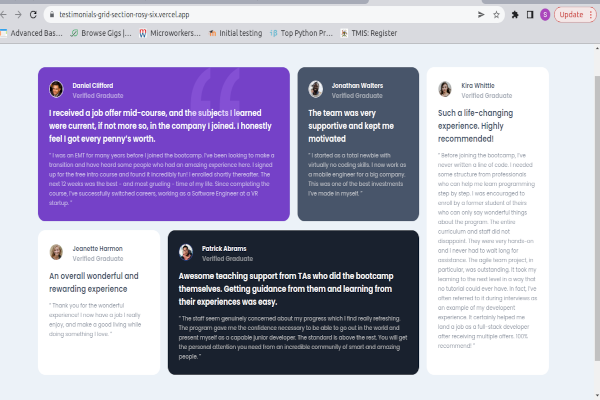 testimonials-grid-section-rosy-six.vercel.app
S
Update
Advanced Bas…
Browse Gigs |…
Microworkers…
Initial testing
Top Python Pr…
TMIS: Register
Daniel Clifford
Verified Graduate
I received a job offer mid-course, and the subjects I learned
were current, if not more so, in the company I joined. I honestly
feel I got every penny's worth.
" I was an EMT for many years before I joined the bootcamp. I've been looking to make a
transition and have heard some people who had an amazing experience here. I signed
up for the free intro course and found it incredibly fun! I enrolled shortly thereafter. The
next 12 weeks was the best - and most grueling - time of my life. Since completing the
course, I've successfully switched careers, working as a Software Engineer at a VR
startup. "
Jonathan Walters
Verified Graduate
The team was very
supportive and kept me
motivated
" I started as a total newbie with
virtually no coding skills. I now work as
a mobile engineer for a big company.
This was one of the best investments
I've made in myself. "
Kira Whittle
Verified Graduate
Such a life-changing
experience. Highly
recommended!
" Before joining the bootcamp, I've
never written a line of code. I needed
some structure from professionals
who can help me learn programming
step by step. I was encouraged to
enroll by a former student of theirs
who can only say wonderful things
about the program. The entire
curriculum and staff did not
disappoint. They were very hands-on
and I never had to wait long for
assistance. The agile team project, in
particular, was outstanding. It took my
learning to the next level in a way that
no tutorial could ever have. In fact, I've
often referred to it during interviews as
an example of my developent
experience. It certainly helped me
land a job as a full-stack developer
after receiving multiple offers. 100%
recommend! "
Jeanette Harmon
Verified Graduate
An overall wonderful and
rewarding experience
" Thank you for the wonderful
experience! I now have a job I really
enjoy, and make a good living while
doing something I love. "
Patrick Abrams
Verified Graduate
Awesome teaching support from TAs who did the bootcamp
themselves. Getting guidance from them and learning from
their experiences was easy.
" The staff seem genuinely concerned about my progress which I find really refreshing.
The program gave me the confidence necessary to be able to go out in the world and
present myself as a capable junior developer. The standard is above the rest. You will get
the personal attention you need from an incredible community of smart and amazing
people. "